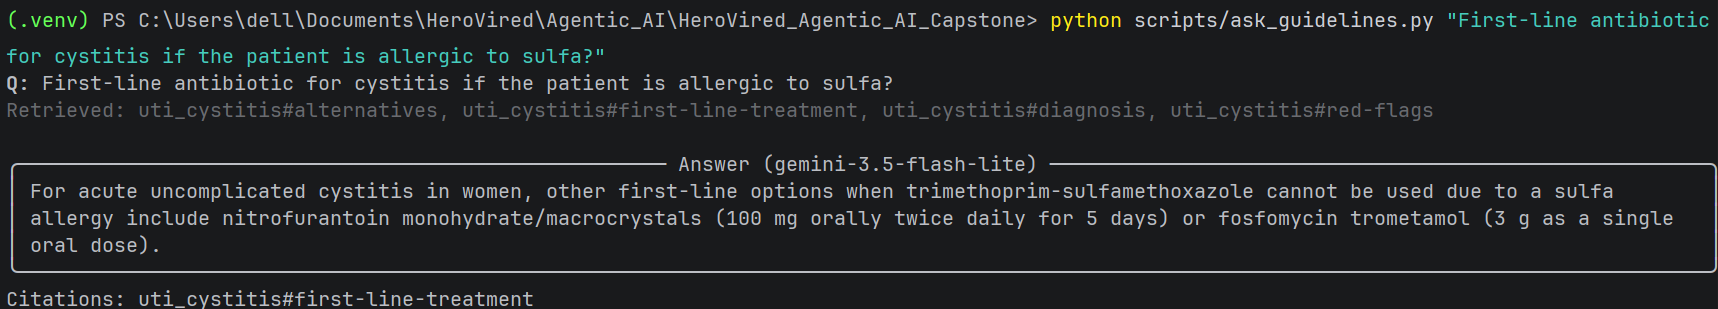 (.venv) PS C:\Users\dell\Documents\HeroVired\Agentic_AI\HeroVired_Agentic_AI_Capstone> python scripts/ask_guidelines.py "First-line antibiotic
for cystitis if the patient is allergic to sulfa?"
Q: First-line antibiotic for cystitis if the patient is allergic to sulfa?
Retrieved: uti_cystitis#alternatives, uti_cystitis#first-line-treatment, uti_cystitis#diagnosis, uti_cystitis#red-flags
Answer (gemini-3.5-flash-lite)
For acute uncomplicated cystitis in women, other first-line options when trimethoprim-sulfamethoxazole cannot be used due to a sulfa
allergy include nitrofurantoin monohydrate/macrocrystals (100 mg orally twice daily for 5 days) or fosfomycin trometamol (3 g as a single
oral dose).
Citations: uti_cystitis#first-line-treatment